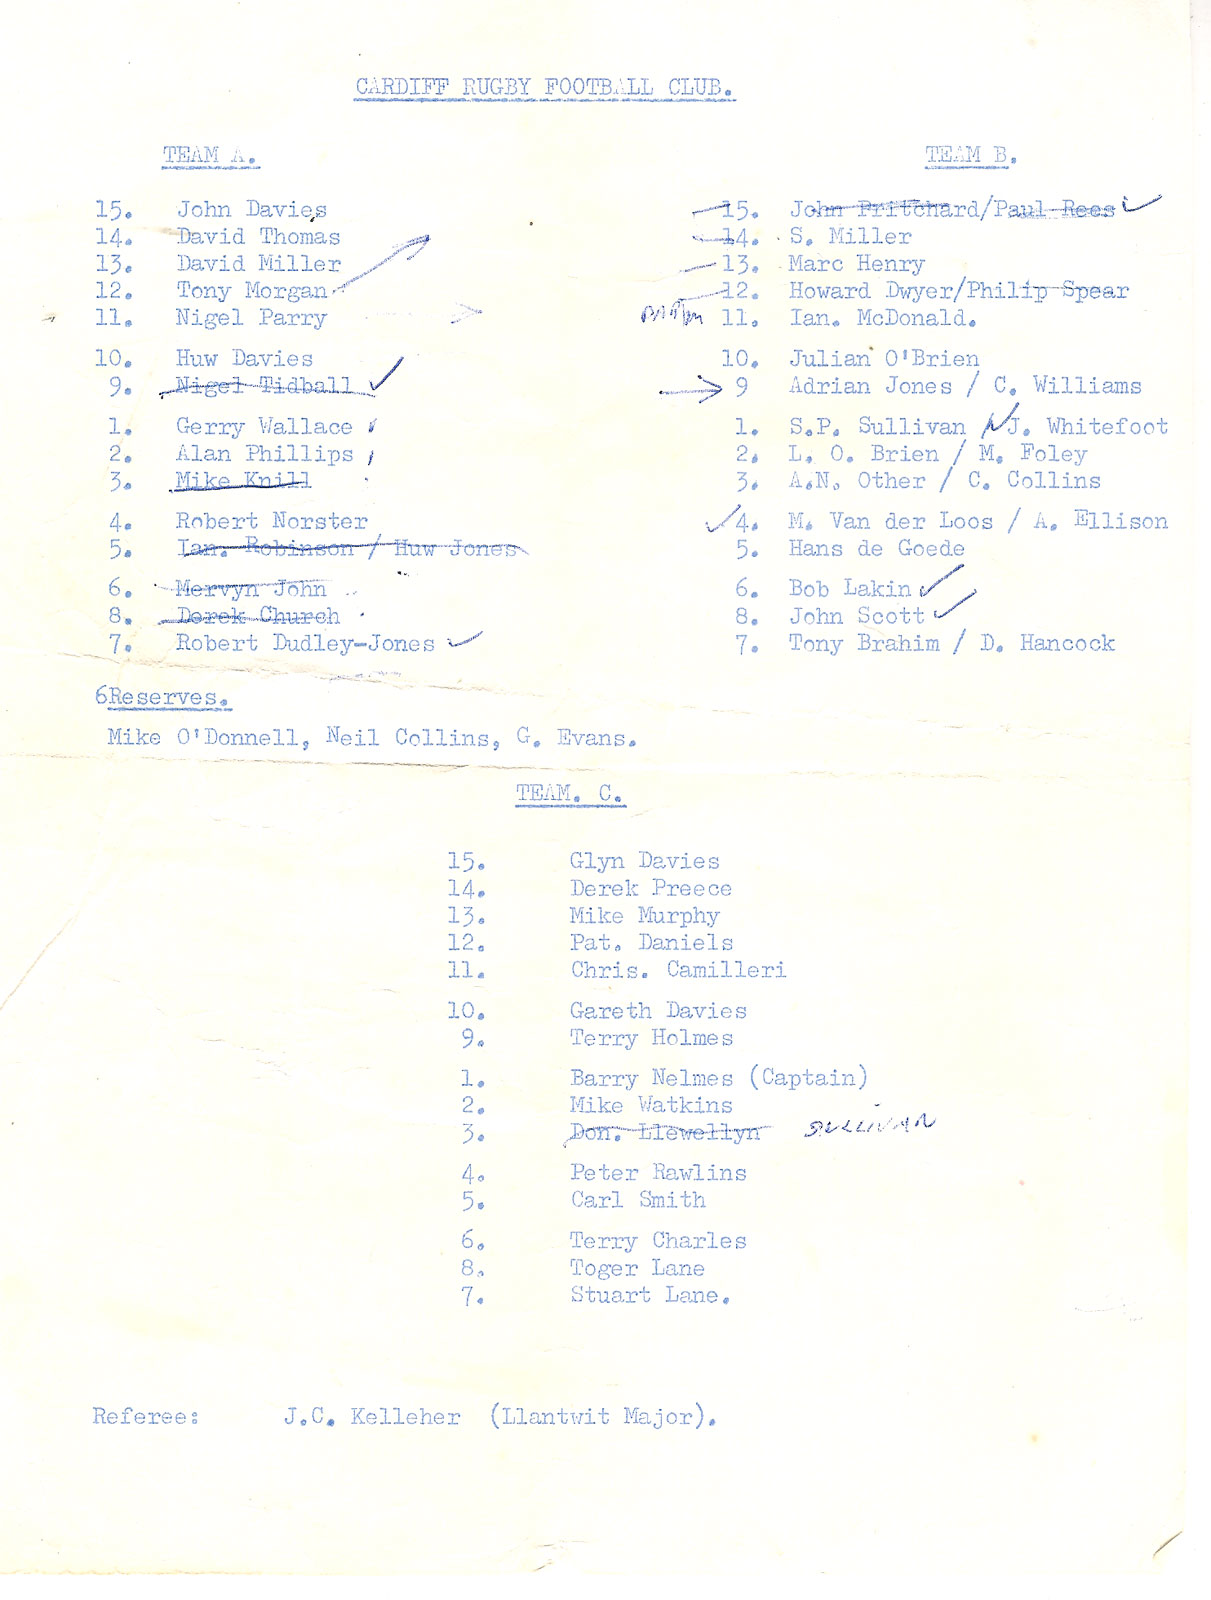 CARDIFF RUGBY FOOTBALL CLUB.
TEAM A.
15. John Davies
14. David Thomas
13. David Miller
12. Tony Morgan
11. Nigel Parry
10. Huw Davies
9. Nigel Tidball
1. Gerry Wallace
2. Alan Phillips
3. Mike Knill
4. Robert Norster
5. Ian. Robinson / Huw Jones
6. Mervyn John
8. Derek Church
7. Robert Dudley-Jones
6Reserves.
Mike O'Donnell, Neil Collins, G. Evans.
TEAM B.
15. John Pritchard/Paul Rees
14. S. Miller
13. Marc Henry
12. Howard Dwyer/Philip Spear
11. Ian. McDonald.
10. Julian O'Brien
9 Adrian Jones / C. Williams
1. S.P. Sullivan / J. Whitefoot
2. L. O. Brien / M. Foley
3. A.N. Other / C. Collins
4. M. Van der Loos / A. Ellison
5. Hans de Goede
6. Bob Lakin
8. John Scott
7. Tony Brahim / D. Hancock
TEAM. C.
15. Glyn Davies
14. Derek Preece
13. Mike Murphy
12. Pat. Daniels
11. Chris. Camilleri
10. Gareth Davies
9. Terry Holmes
1. Barry Nelmes (Captain)
2. Mike Watkins
3. Don. Llewellyn SULLIVAN
4. Peter Rawlins
5. Carl Smith
6. Terry Charles
8. Toger Lane
7. Stuart Lane.
Referee: J.C. Kelleher (Llantwit Major).